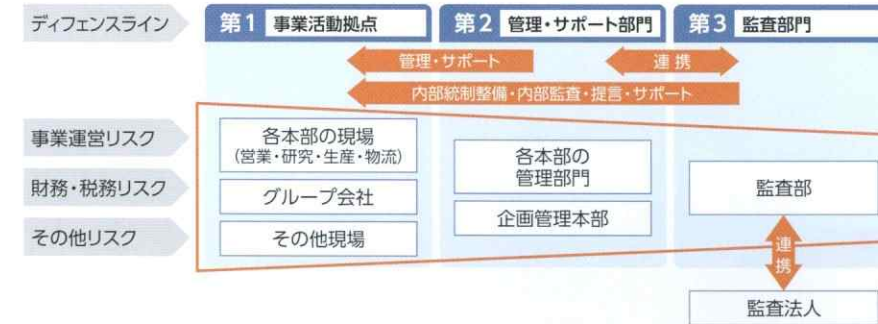 ディフェンスライン
第1 事業活動拠点
第2 管理・サポート部門
第3 監査部門
管理・サポート
連携
内部統制整備・内部監査・提言・サポート
事業運営リスク
財務・税務リスク
その他リスク
各本部の現場
(営業・研究・生産・物流)
グループ会社
その他現場
各本部の
管理部門
企画管理本部
監査部
連携
監査法人